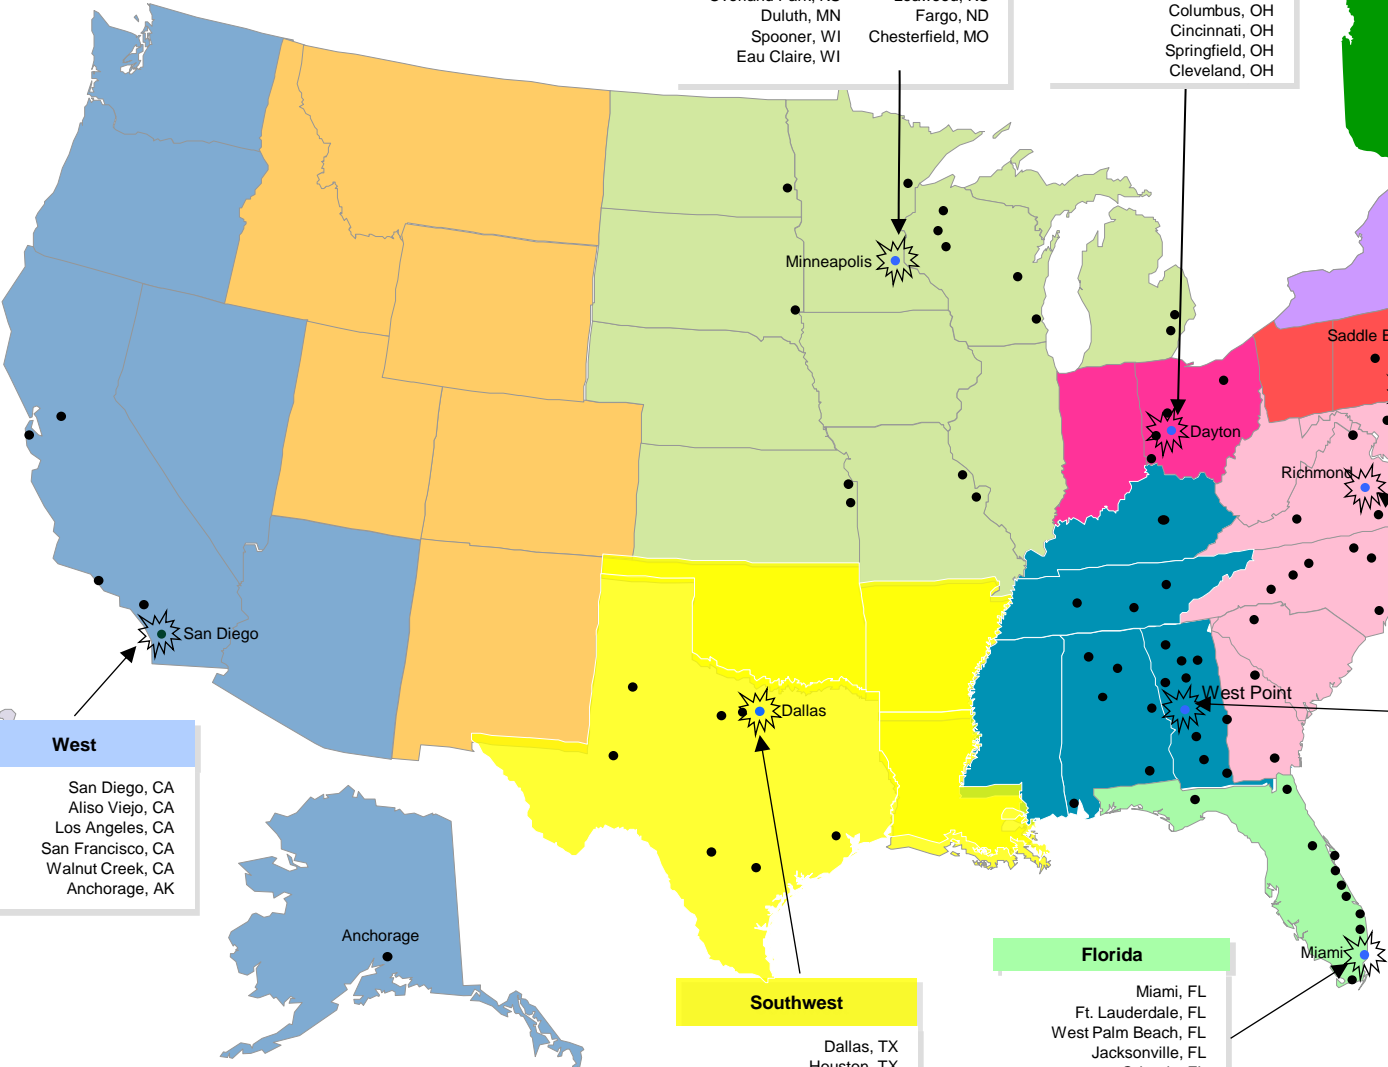 Duluth, MN
Fargo, ND
Spooner, WI
Chesterfield, MO
Eau Claire, WI
Columbus, OH
Cincinnati, OH
Springfield, OH
Cleveland, OH
Minneapolis
Saddle
Dayton
Richmond
San Diego
West Point
Dallas
West
San Diego, CA
Aliso Viejo, CA
Los Angeles, CA
San Francisco, CA
Walnut Creek, CA
Anchorage, AK
Anchorage
Miami
Florida
Miami, FL
Ft. Lauderdale, FL
West Palm Beach, FL
Jacksonville, FL
Southwest
Dallas, TX
Houston, TX